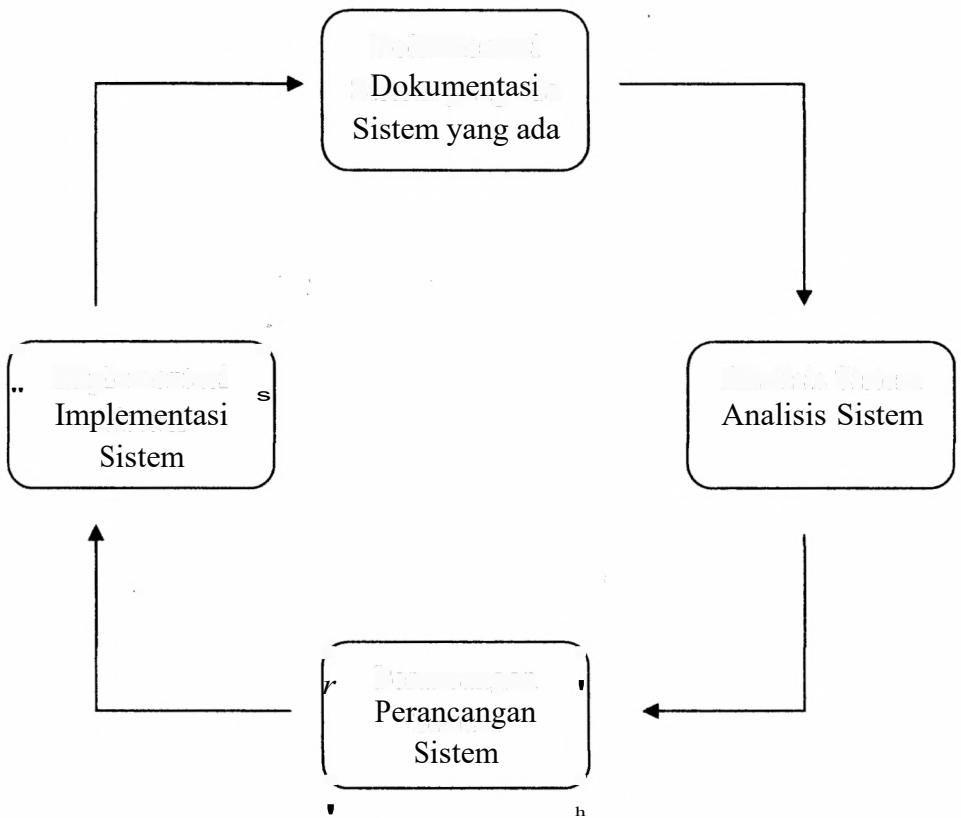 Dokumentasi
Sistem yang ada
Implementasi
Sistem
s
Analisis Sistem
r
Perancangan
Sistem
h